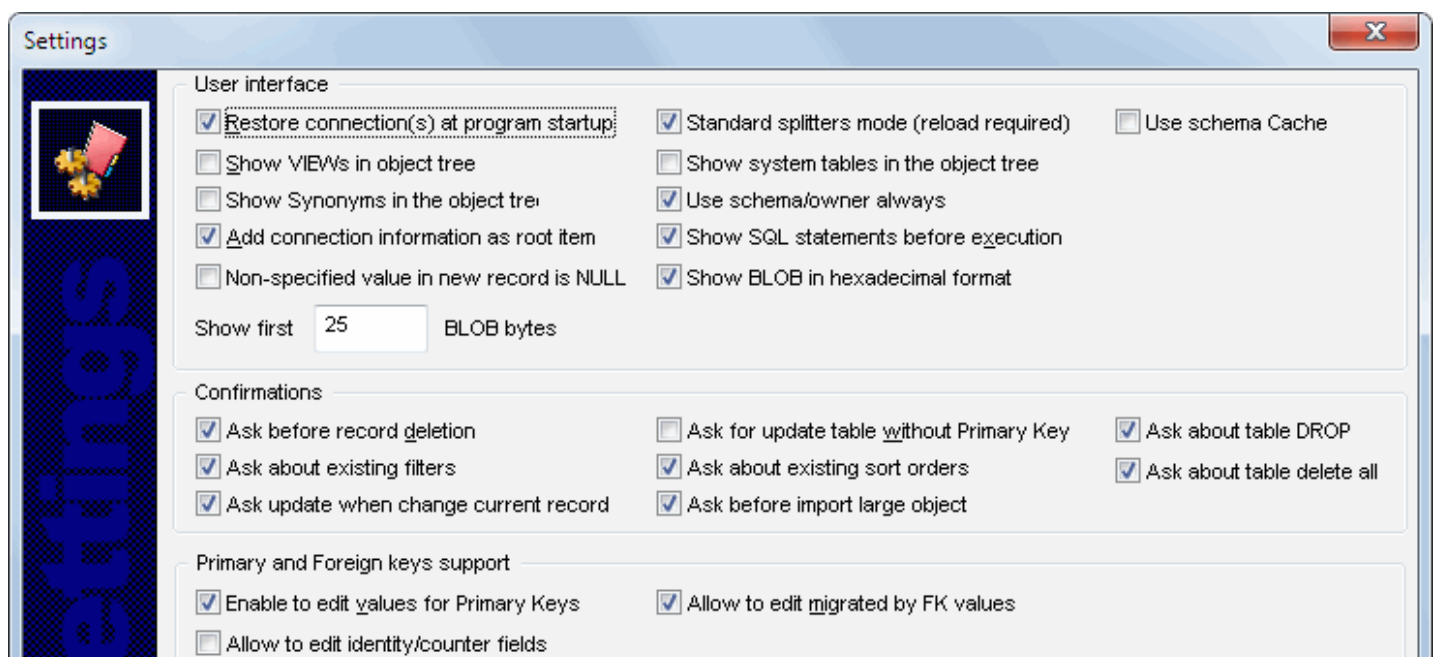 Settings
User interface
Restore connection(s) at program startup
Standard splitters mode (reload required)
Use schema Cache
Show VIEWs in object tree
Show system tables in the object tree
Show Synonyms in the object tre
Use schema/owner always
Add connection information as root item
Show SQL statements before execution
Non-specified value in new record is NULL
Show BLOB in hexadecimal format
Show first 25 BLOB bytes
Confirmations
Ask before record deletion
Ask for update table without Primary Key
Ask about table DROP
Ask about existing filters
Ask about existing sort orders
Ask about table delete all
Ask update when change current record
Ask before import large object
Primary and Foreign keys support
Enable to edit values for Primary Keys
Allow to edit migrated by FK values
Allow to edit identity/counter fields
ettings